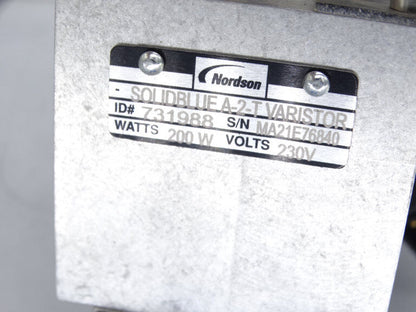 Nordson
- SOLIDBLUE A-2-T VARISTOR
ID# 731988 S/N MA21E76840
WATTS 200 W VOLTS 230V